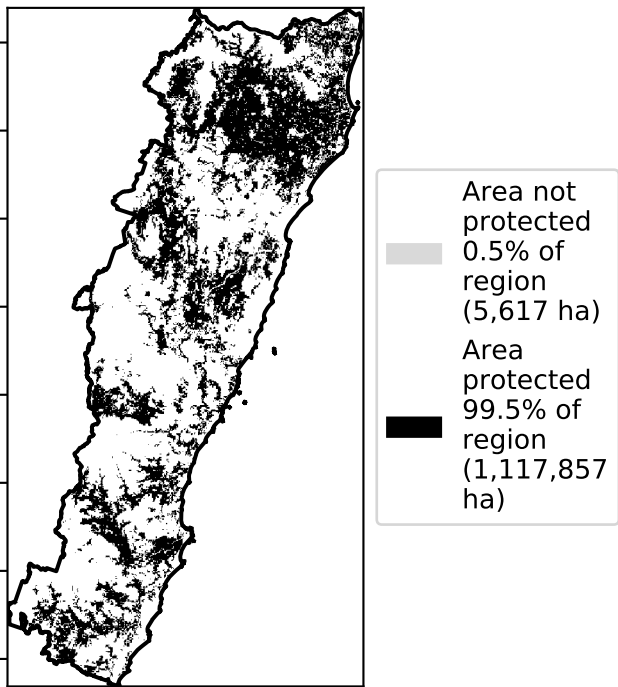 Area not
protected
0.5% of
region
(5,617 ha)
Area
protected
99.5% of
region
(1,117,857
ha)